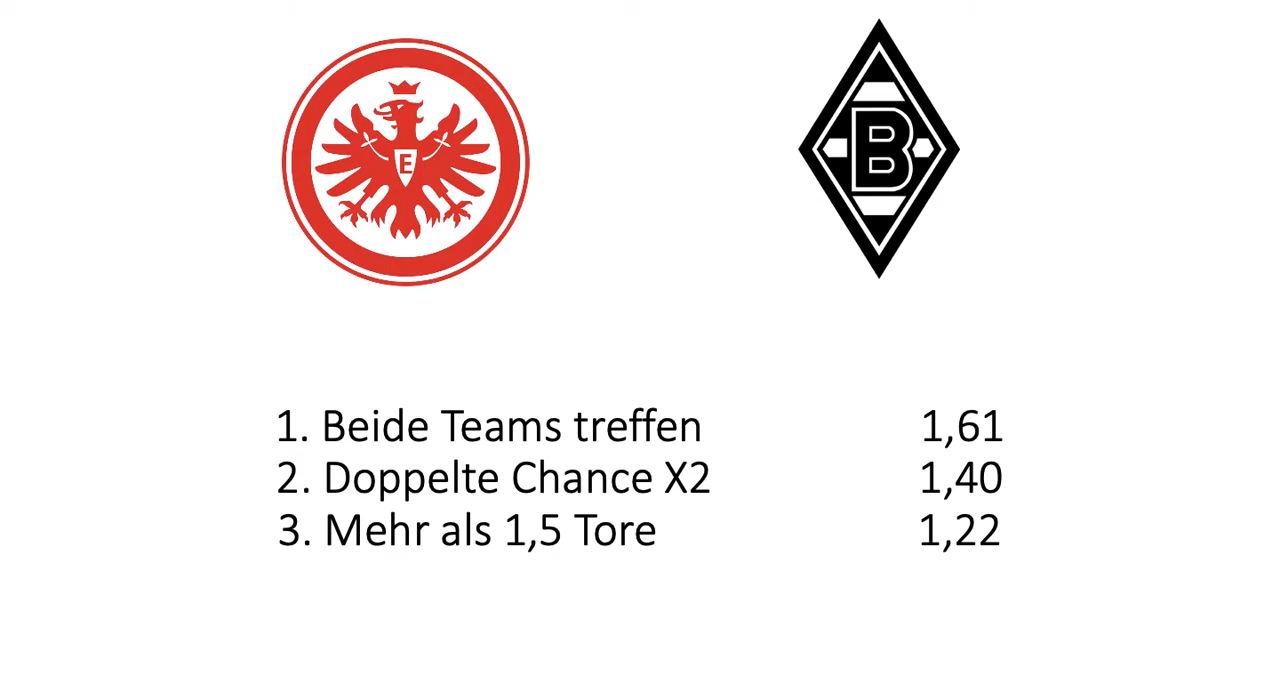 E
B
1. Beide Teams treffen 1,61
2. Doppelte Chance X2 1,40
3. Mehr als 1,5 Tore 1,22